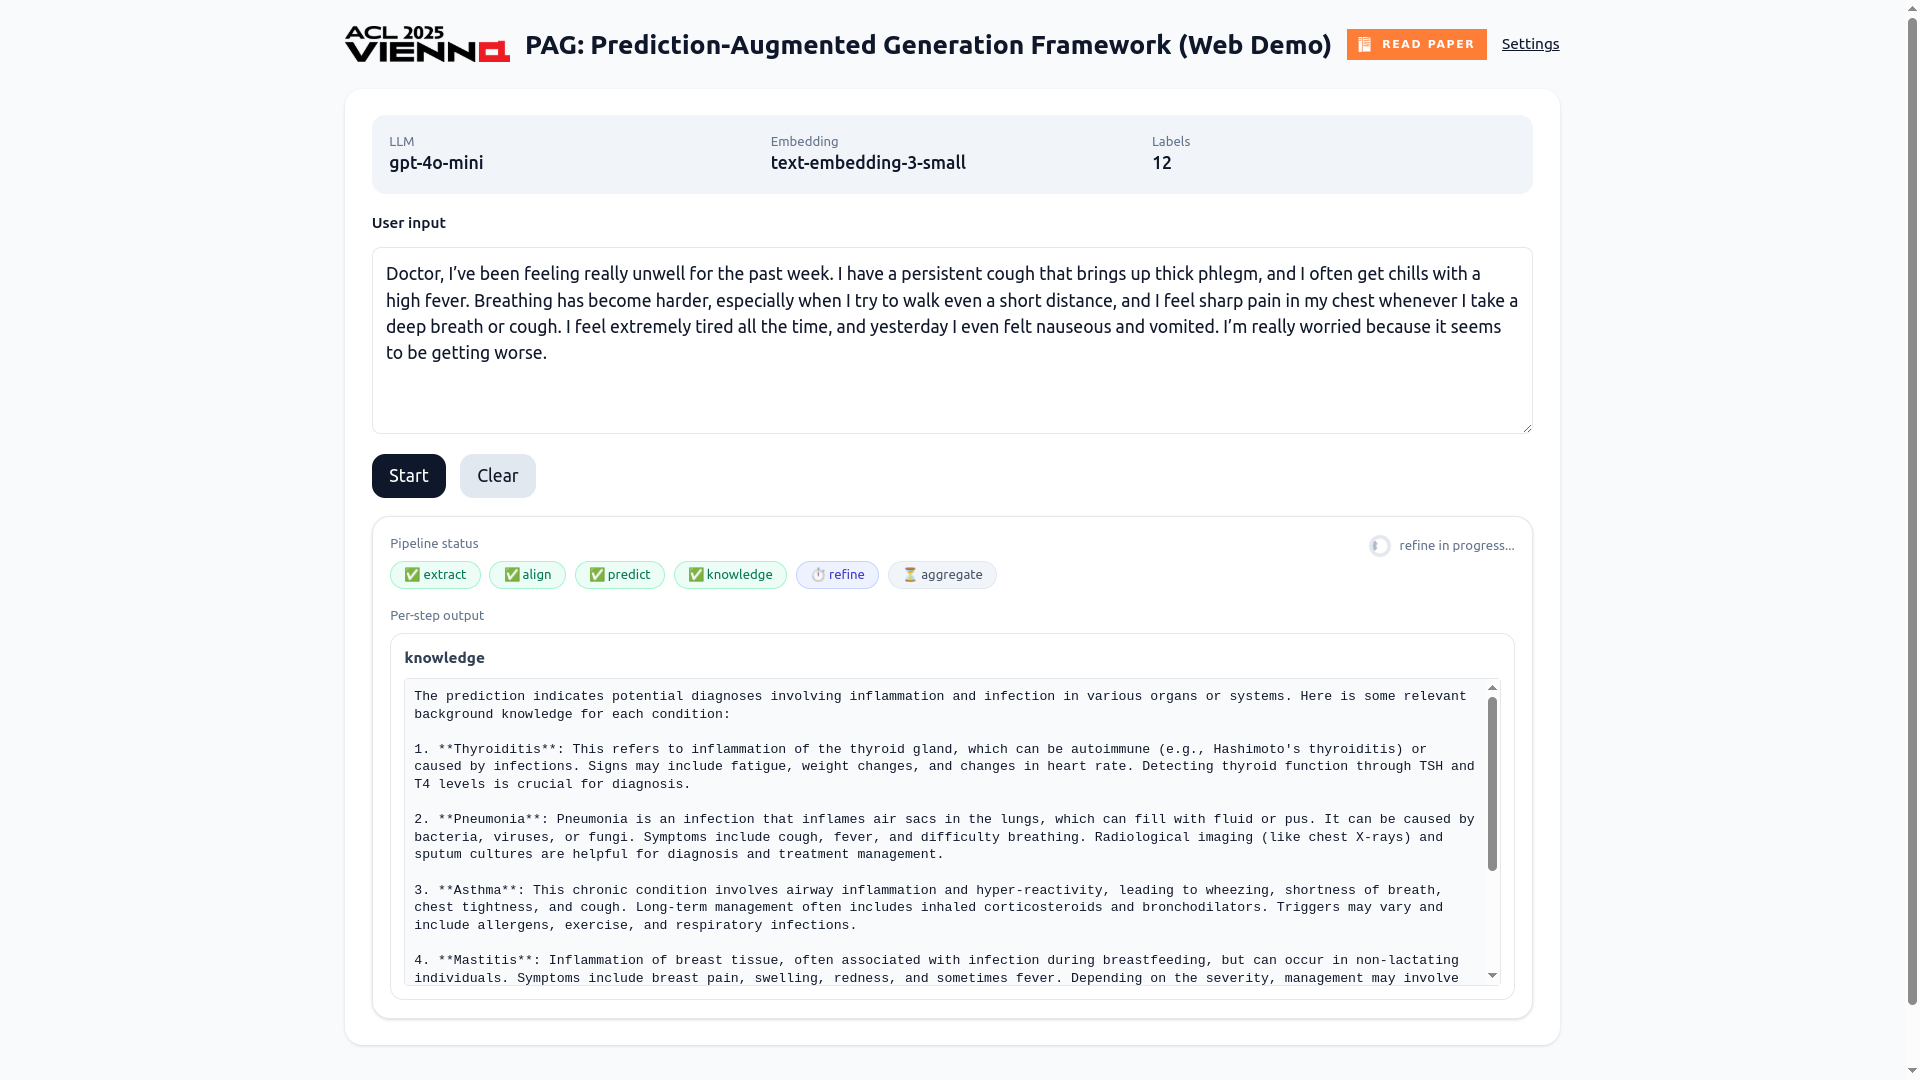 ACL 2025
VIENNA
PAG: Prediction-Augmented Generation Framework (Web Demo)
READ PAPER
Settings
LLM
gpt-4o-mini
Embedding
text-embedding-3-small
Labels
12
User input
Doctor, I’ve been feeling really unwell for the past week. I have a persistent cough that brings up thick phlegm, and I often get chills with a
high fever. Breathing has become harder, especially when I try to walk even a short distance, and I feel sharp pain in my chest whenever I take a
deep breath or cough. I feel extremely tired all the time, and yesterday I even felt nauseous and vomited. I’m really worried because it seems
to be getting worse.
Start
Clear
Pipeline status
refine in progress...
✅ extract
✅ align
✅ predict
✅ knowledge
⏱️ refine
⏳ aggregate
Per-step output
knowledge
The prediction indicates potential diagnoses involving inflammation and infection in various organs or systems. Here is some relevant
background knowledge for each condition:
1. **Thyroiditis**: This refers to inflammation of the thyroid gland, which can be autoimmune (e.g., Hashimoto's thyroiditis) or
caused by infections. Signs may include fatigue, weight changes, and changes in heart rate. Detecting thyroid function through TSH and
T4 levels is crucial for diagnosis.
2. **Pneumonia**: Pneumonia is an infection that inflames air sacs in the lungs, which can fill with fluid or pus. It can be caused by
bacteria, viruses, or fungi. Symptoms include cough, fever, and difficulty breathing. Radiological imaging (like chest X-rays) and
sputum cultures are helpful for diagnosis and treatment management.
3. **Asthma**: This chronic condition involves airway inflammation and hyper-reactivity, leading to wheezing, shortness of breath,
chest tightness, and cough. Long-term management often includes inhaled corticosteroids and bronchodilators. Triggers may vary and
include allergens, exercise, and respiratory infections.
4. **Mastitis**: Inflammation of breast tissue, often associated with infection during breastfeeding, but can occur in non-lactating
individuals. Symptoms include breast pain, swelling, redness, and sometimes fever. Depending on the severity, management may involve